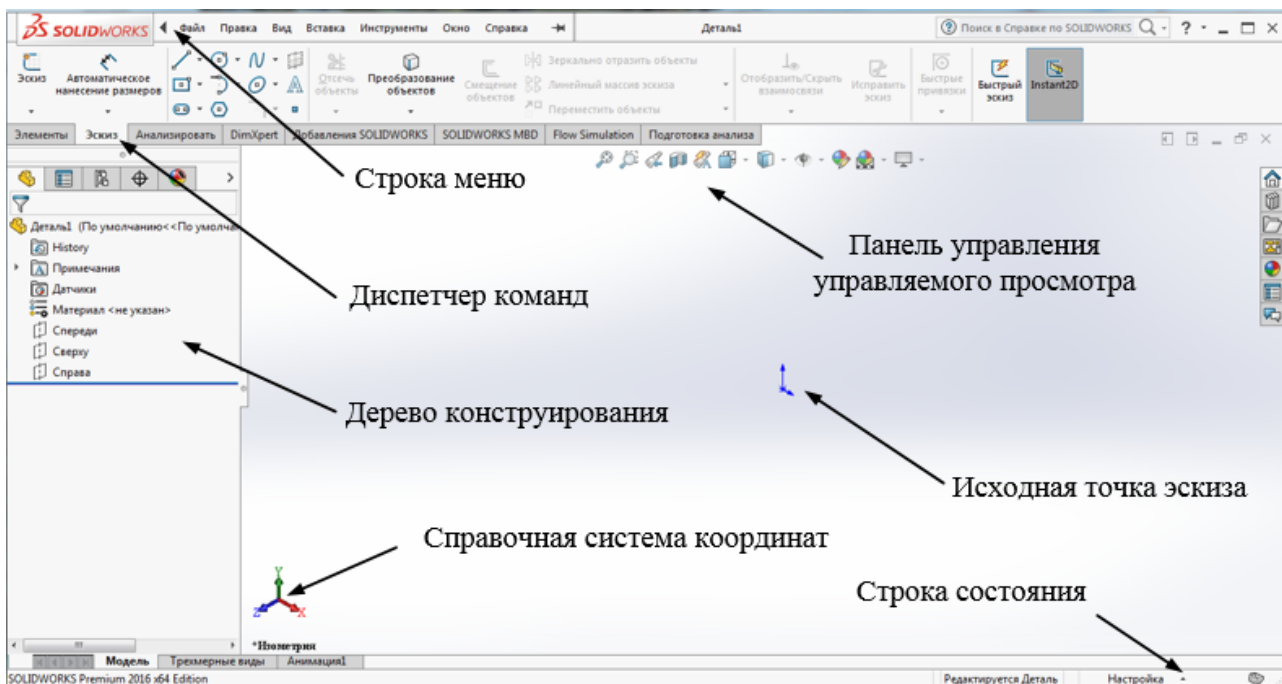 SOLIDWORKS Файл Правка Вид Вставка Инструменты Окно Справка Деталь1 Поиск в Справке по SOLIDWORKS ?
Эскиз
Автоматическое нанесение размеров
Отсечь объекты
Преобразование объектов
Смещение объектов
Зеркально отразить объекты
Линейный массив эскиза
Переместить объекты
Отобразить/Скрыть взаимосвязи
Исправить эскиз
Быстрые привязки
Быстрый эскиз
Instant2D
Элементы Эскиз Анализировать DimXpert Добавления SOLIDWORKS SOLIDWORKS MBD Flow Simulation Подготовка анализа
Строка меню
Панель управления
управляемого просмотра
Деталь1 (По умолчанию<<По умолча
History
Примечания
Датчики
Материал <не указан>
Спереди
Сверху
Справа
Диспетчер команд
Дерево конструирования
Исходная точка эскиза
Справочная система координат
Строка состояния
Y
Z X
*Изометрия
Модель Трехмерные виды Анимация1
SOLIDWORKS Premium 2016 x64 Edition Редактируется Деталь Настройка